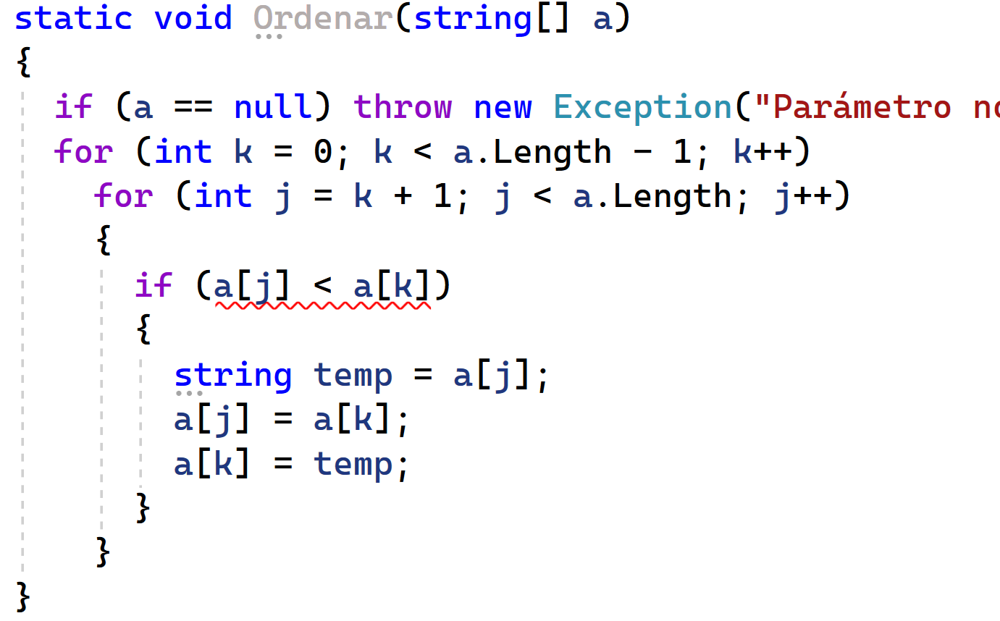 static void Ordenar(string[] a)
{
if (a == null) throw new Exception("Parámetro
for (int k = 0; k < a.Length - 1; k++)
for (int j = k + 1; j < a.Length; j++)
{
if (a[j] < a[k])
{
string temp = a[j];
a[j] = a[k];
a[k] = temp;
}
}
}